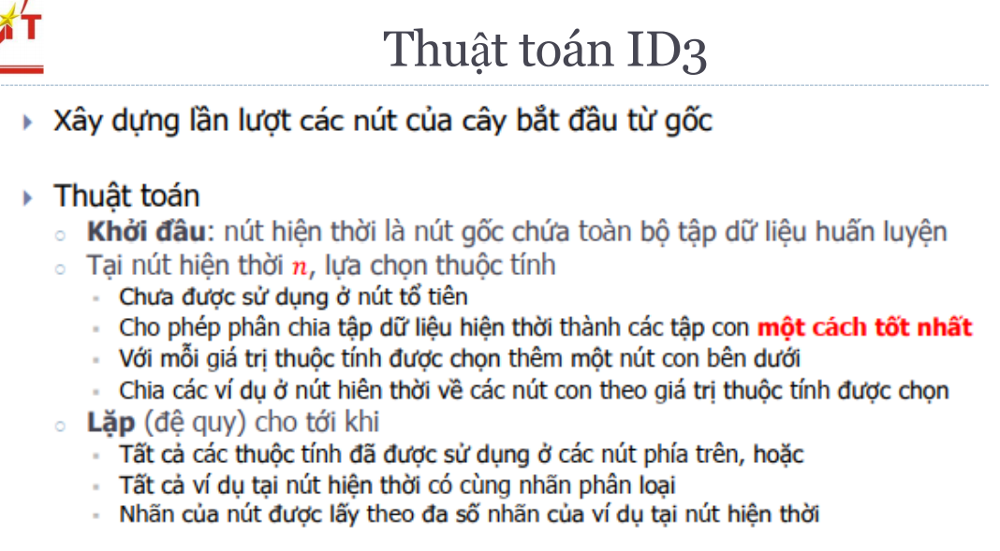 Thuật toán ID3
Xây dựng lần lượt các nút của cây bắt đầu từ gốc
Thuật toán
Khởi đầu: nút hiện thời là nút gốc chứa toàn bộ tập dữ liệu huấn luyện
Tại nút hiện thời n, lựa chọn thuộc tính
Chưa được sử dụng ở nút tổ tiên
Cho phép phân chia tập dữ liệu hiện thời thành các tập con một cách tốt nhất
Với mỗi giá trị thuộc tính được chọn thêm một nút con bên dưới
Chia các ví dụ ở nút hiên thời về các nút con theo giá trị thuộc tính được chọn
Lặp (đệ quy) cho tới khi
Tất cả các thuộc tính đã được sử dụng ở các nút phía trên, hoặc
Tất cả ví dụ tại nút hiện thời có cùng nhãn phân loại
Nhãn của nút được lấy theo đa số nhãn của ví dụ tại nút hiện thời